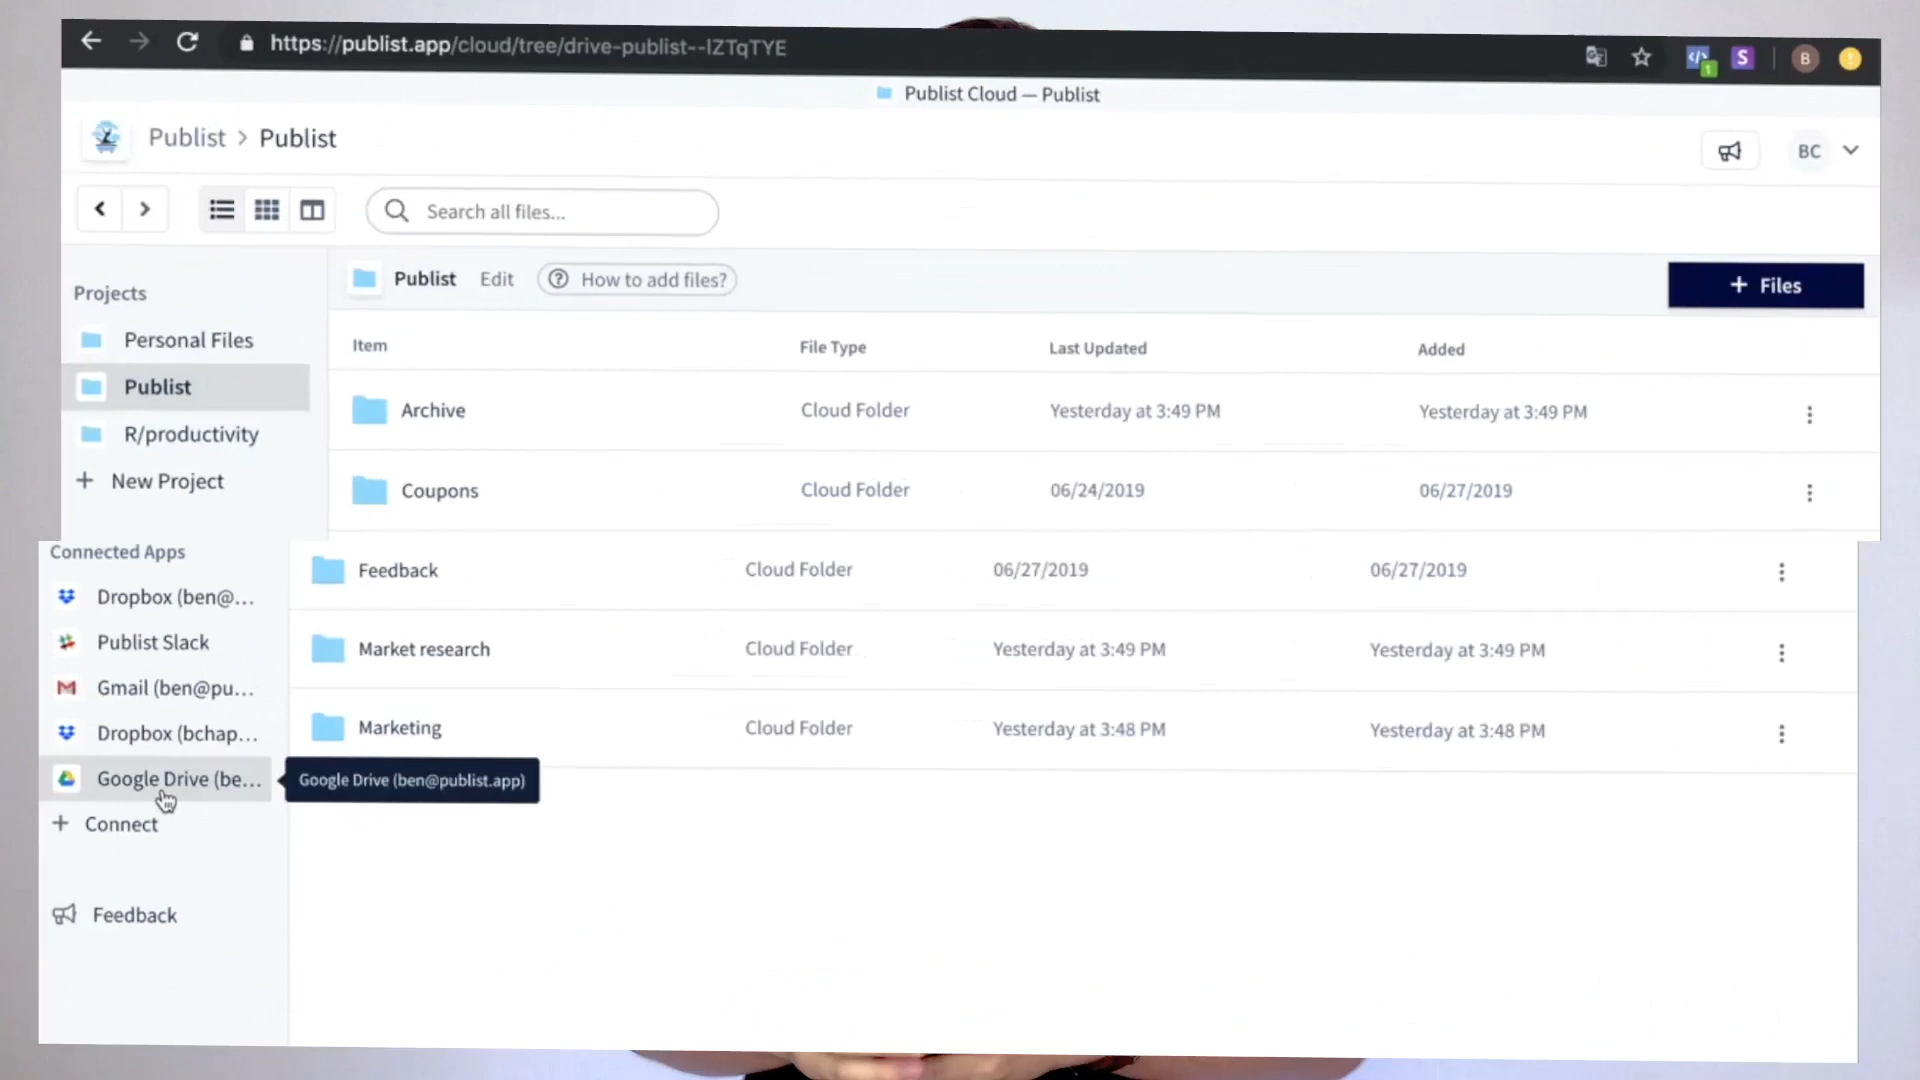 https://publist.app/cloud/tree/drive-publist--IZTqTYE
S
1
B
Publist Cloud — Publist
Publist > Publist
BC
Search all files...
Projects
Personal Files
Publist
R/productivity
+ New Project
Publist Edit ? How to add files?
+ Files
Item File Type Last Updated Added
Archive Cloud Folder Yesterday at 3:49 PM Yesterday at 3:49 PM
Coupons Cloud Folder 06/24/2019 06/27/2019
Feedback Cloud Folder 06/27/2019 06/27/2019
Market research Cloud Folder Yesterday at 3:49 PM Yesterday at 3:49 PM
Marketing Cloud Folder Yesterday at 3:48 PM Yesterday at 3:48 PM
Connected Apps
Dropbox (ben@...
Publist Slack
Gmail (ben@pu...
Dropbox (bchap...
Google Drive (be...
Google Drive (ben@publist.app)
+ Connect
Feedback